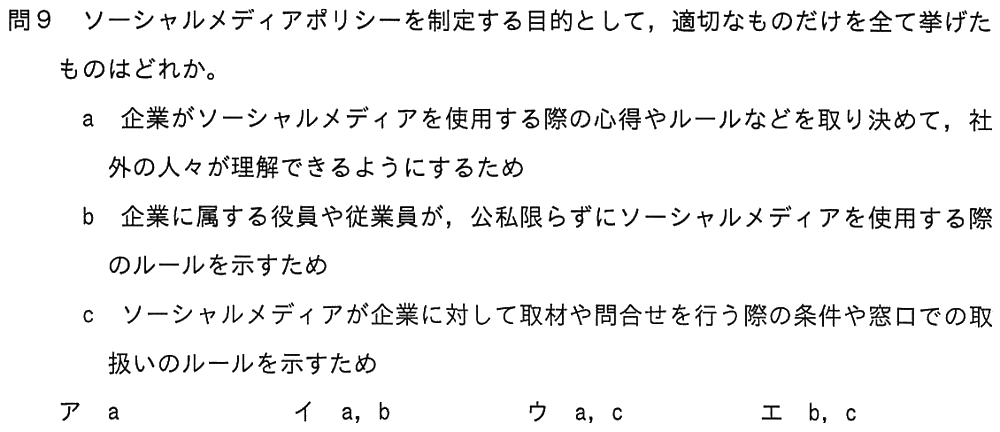 問９　ソーシャルメディアポリシーを制定する目的として，適切なものだけを全て挙げた
ものはどれか。
a　企業がソーシャルメディアを使用する際の心得やルールなどを取り決めて，社
外の人々が理解できるようにするため
b　企業に属する役員や従業員が，公私限らずにソーシャルメディアを使用する際
のルールを示すため
c　ソーシャルメディアが企業に対して取材や問合せを行う際の条件や窓口での取
扱いのルールを示すため
ア　a　イ　a，b　ウ　a，c　エ　b，c